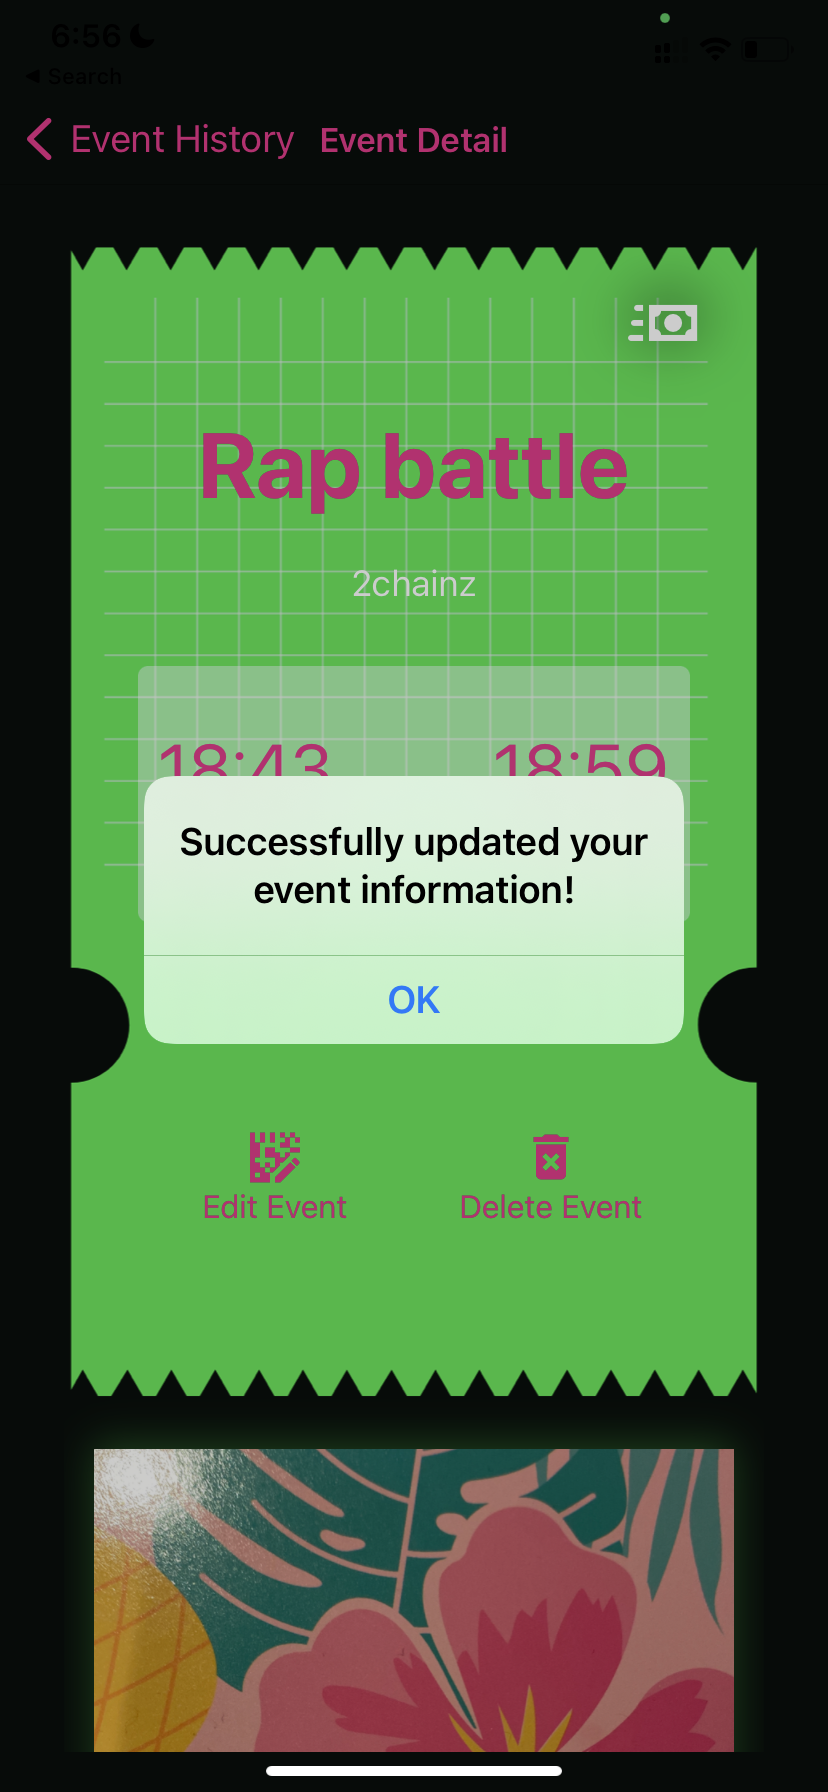 6:56
Search
Event History
Event Detail
Rap battle
2chainz
18:43
18:59
Successfully updated your
event information!
OK
Edit Event
Delete Event